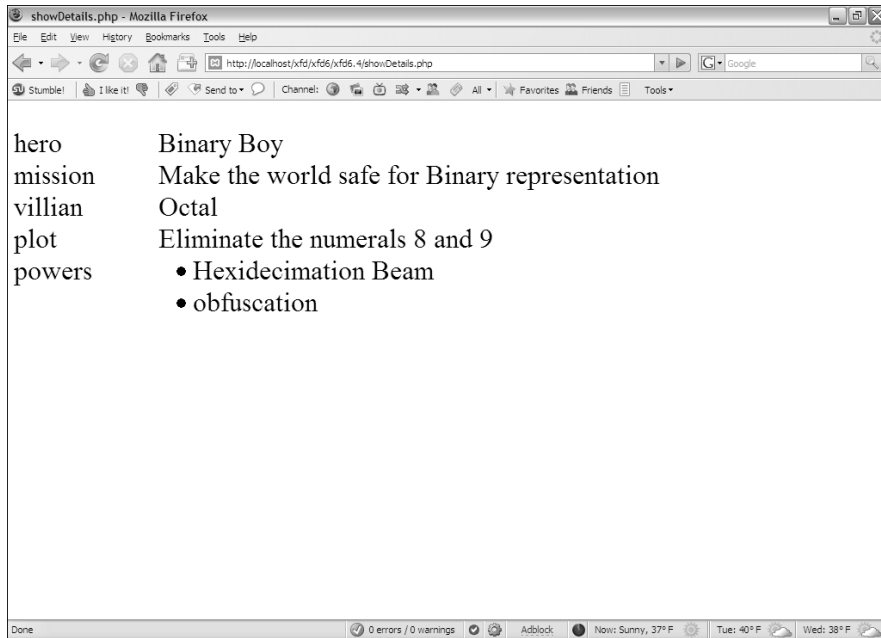 showDetails.php - Mozilla Firefox
File Edit View History Bookmarks Tools Help
http://localhost/xfd/xfd6/xfd6.4/showDetails.php G Google
Stumble! I like it! Send to Channel: All Favorites Friends Tools
hero Binary Boy
mission Make the world safe for Binary representation
villian Octal
plot Eliminate the numerals 8 and 9
powers • Hexidecimation Beam
• obfuscation
Done 0 errors / 0 warnings Adblock Now: Sunny, 37° F Tue: 40° F Wed: 38° F